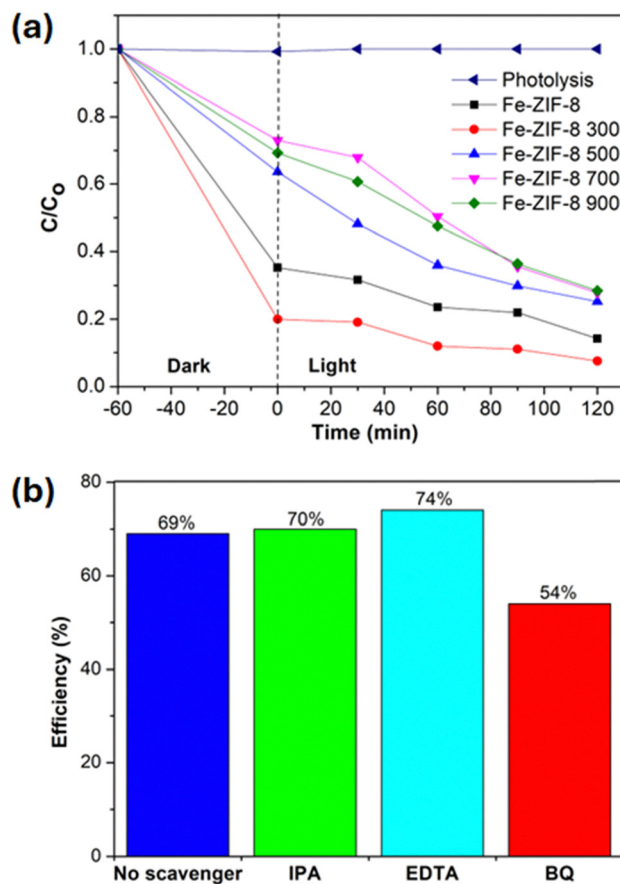 (a)
1.0
0.8
0.6
0.4
0.2
0.0
C/Co
Photolysis
Fe-ZIF-8
Fe-ZIF-8 300
Fe-ZIF-8 500
Fe-ZIF-8 700
Fe-ZIF-8 900
Dark
Light
-60 -40 -20 0 20 40 60 80 100 120
Time (min)
(b)
80
60
40
20
0
Efficiency (%)
69%
70%
74%
54%
No scavenger IPA EDTA BQ